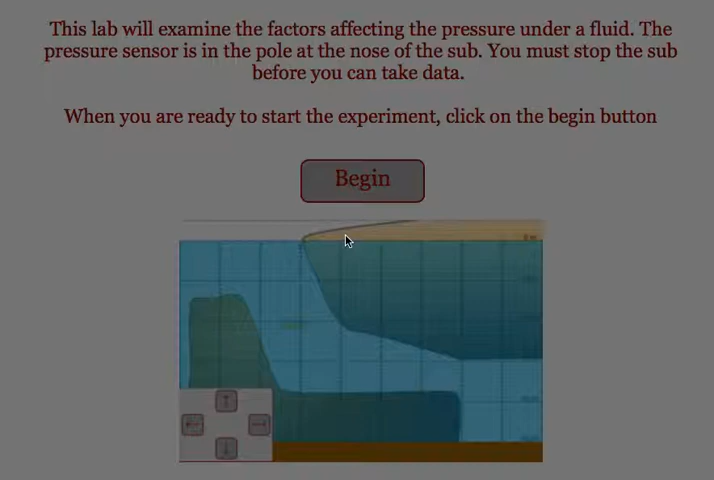 This lab will examine the factors affecting the pressure under a fluid. The
pressure sensor is in the pole at the nose of the sub. You must stop the sub
before you can take data.
When you are ready to start the experiment, click on the begin button
Begin